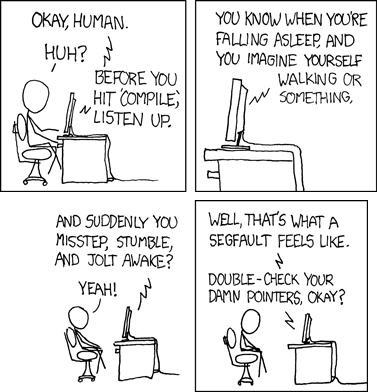 OKAY, HUMAN.
HUH?
BEFORE YOU
HIT 'COMPILE,'
LISTEN UP.
YOU KNOW WHEN YOU'RE
FALLING ASLEEP, AND
YOU IMAGINE YOURSELF
WALKING OR
SOMETHING,
AND SUDDENLY YOU
MISSTEP, STUMBLE,
AND JOLT AWAKE?
YEAH!
WELL, THAT'S WHAT A
SEGFAULT FEELS LIKE.
DOUBLE-CHECK YOUR
DAMN POINTERS, OKAY?